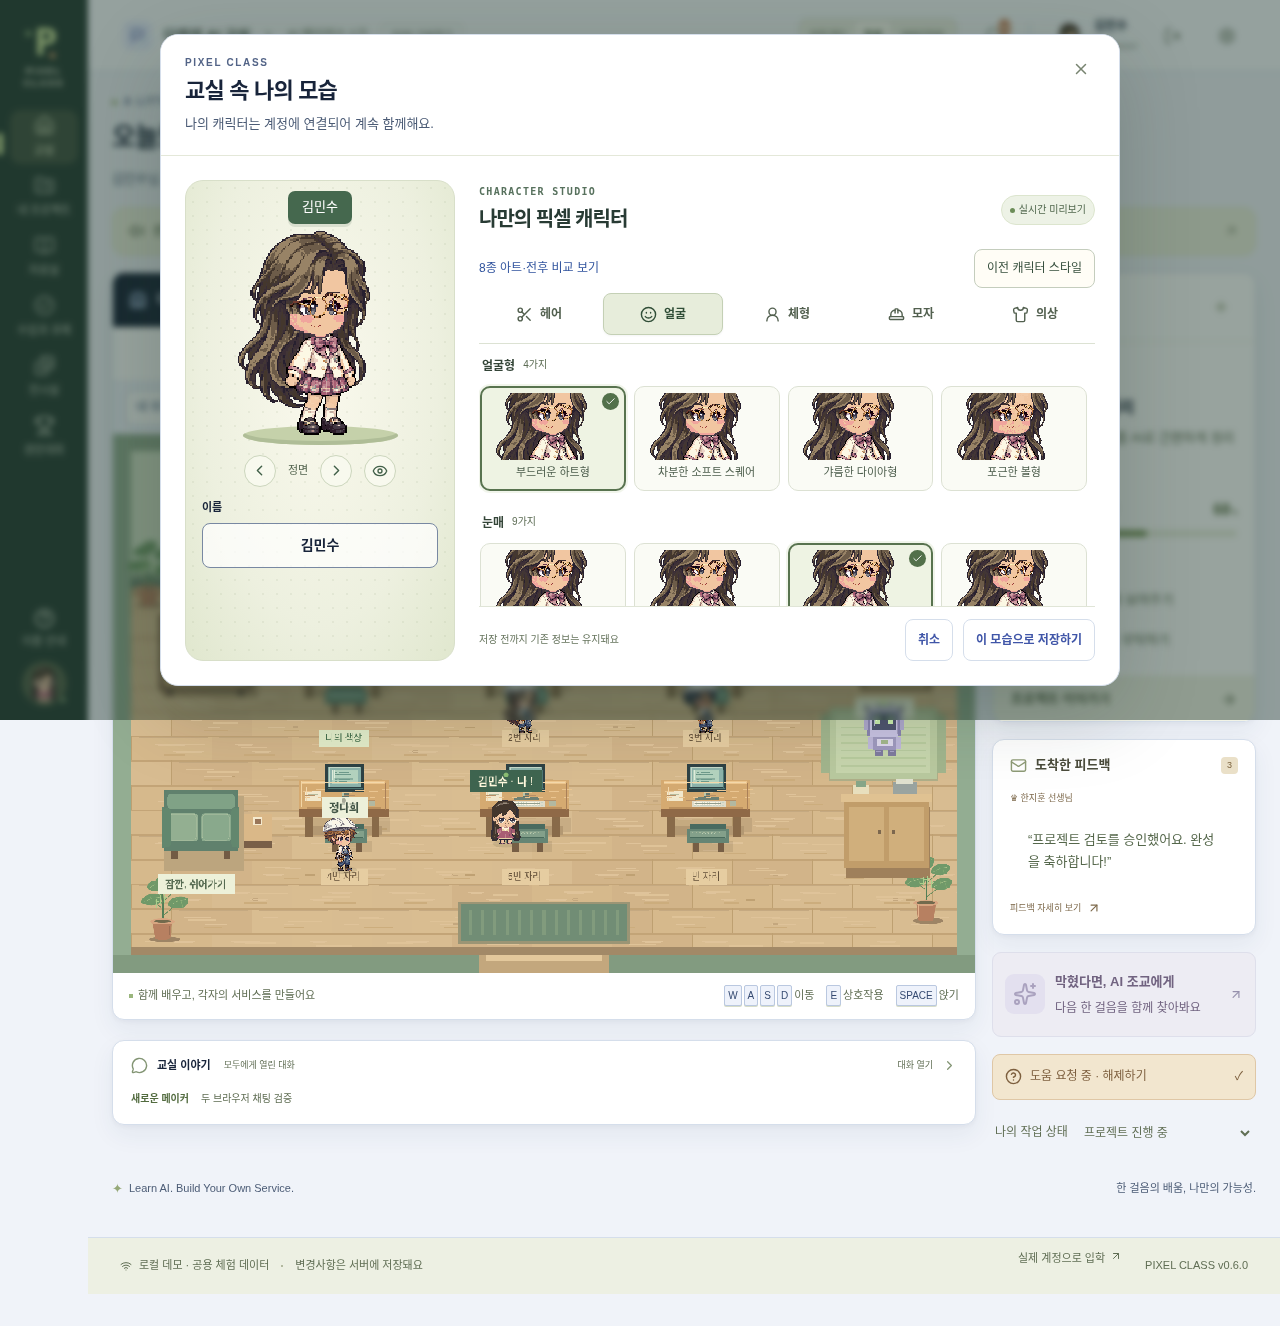 PIXEL CLASS
교실 속 나의 모습
나의 캐릭터는 계정에 연결되어 계속 함께해요.
김민수
정면
이름
김민수
CHARACTER STUDIO
나만의 픽셀 캐릭터
실시간 미리보기
8종 아트·전후 비교 보기
이전 캐릭터 스타일
헤어
얼굴
체형
모자
의상
얼굴형 4가지
부드러운 하트형
차분한 소프트 스퀘어
갸름한 다이아형
포근한 볼형
눈매 9가지
저장 전까지 기존 정보는 유지돼요
취소
이 모습으로 저장하기
나의 책상
2번 자리
3번 자리
김민수 · 나 !
정나희
4번 자리
5번 자리
번 자리
잠깐, 쉬어가기
함께 배우고, 각자의 서비스를 만들어요
W A S D 이동 E 상호작용 SPACE 앉기
교실 이야기 모두에게 열린 대화
대화 열기
새로운 메이커 두 브라우저 채팅 검증
도착한 피드백 3
한지훈 선생님
“프로젝트 검토를 승인했어요. 완성
을 축하합니다!”
피드백 자세히 보기
막혔다면, AI 조교에게
다음 한 걸음을 함께 찾아봐요
도움 요청 중 · 해제하기
나의 작업 상태 프로젝트 진행 중
Learn AI. Build Your Own Service.
한 걸음의 배움, 나만의 가능성.
로컬 데모 · 공용 체험 데이터 · 변경사항은 서버에 저장돼요
실제 계정으로 입학
PIXEL CLASS v0.6.0